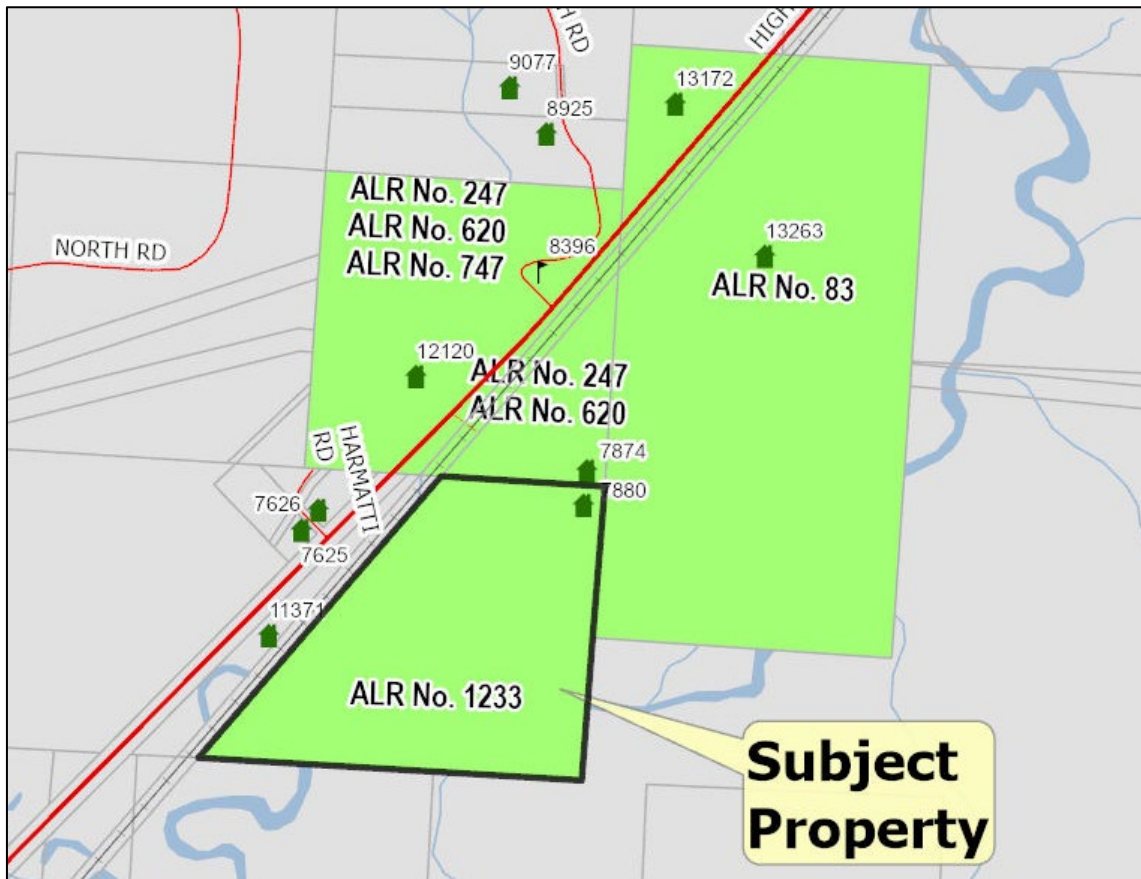 H RD
HIGH
9077
8925
13172
ALR No. 247
ALR No. 620
ALR No. 747
NORTH RD
8396
13263
ALR No. 83
12120
ALR No. 247
ALR No. 620
HARMATTI
RD
7874
7880
7626
7625
11371
ALR No. 1233
Subject
Property